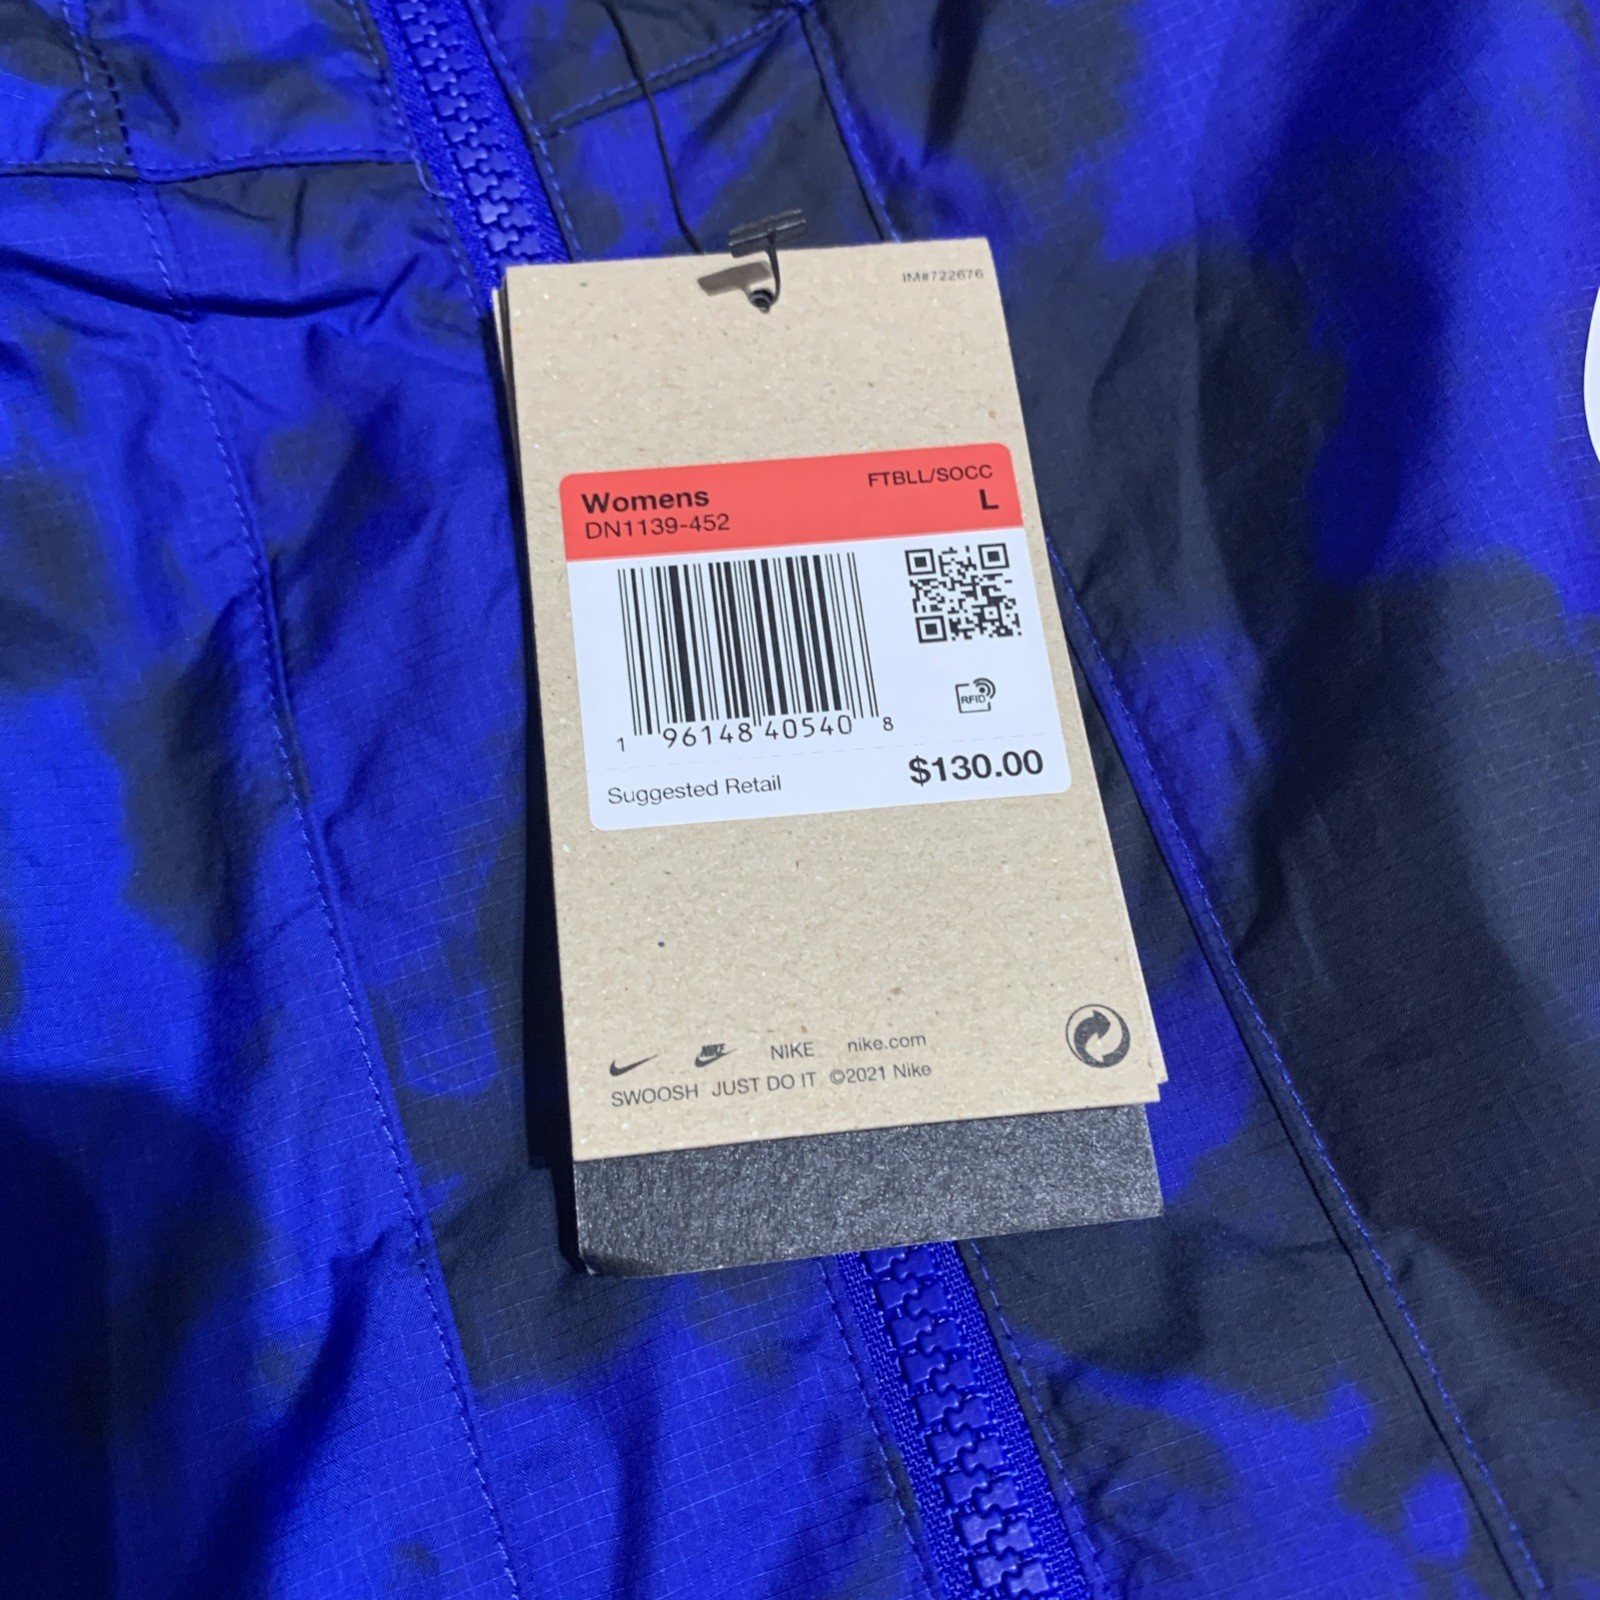 IM#722676
Womens
FTBLL/SOCC
DN1139-452
L
RFID
1 96148 40540 8
Suggested Retail
$130.00
NIKE NIKE nike.com
SWOOSH JUST DO IT ©2021 Nike